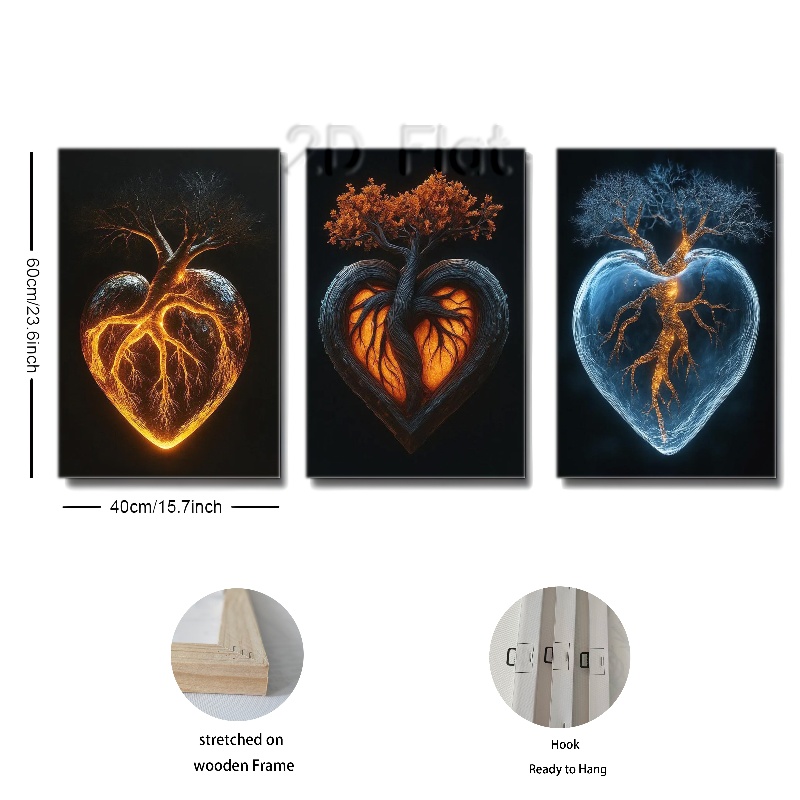 2D Flat
60cm/23.6inch
40cm/15.7inch
stretched on
wooden Frame
Hook
Ready to Hang